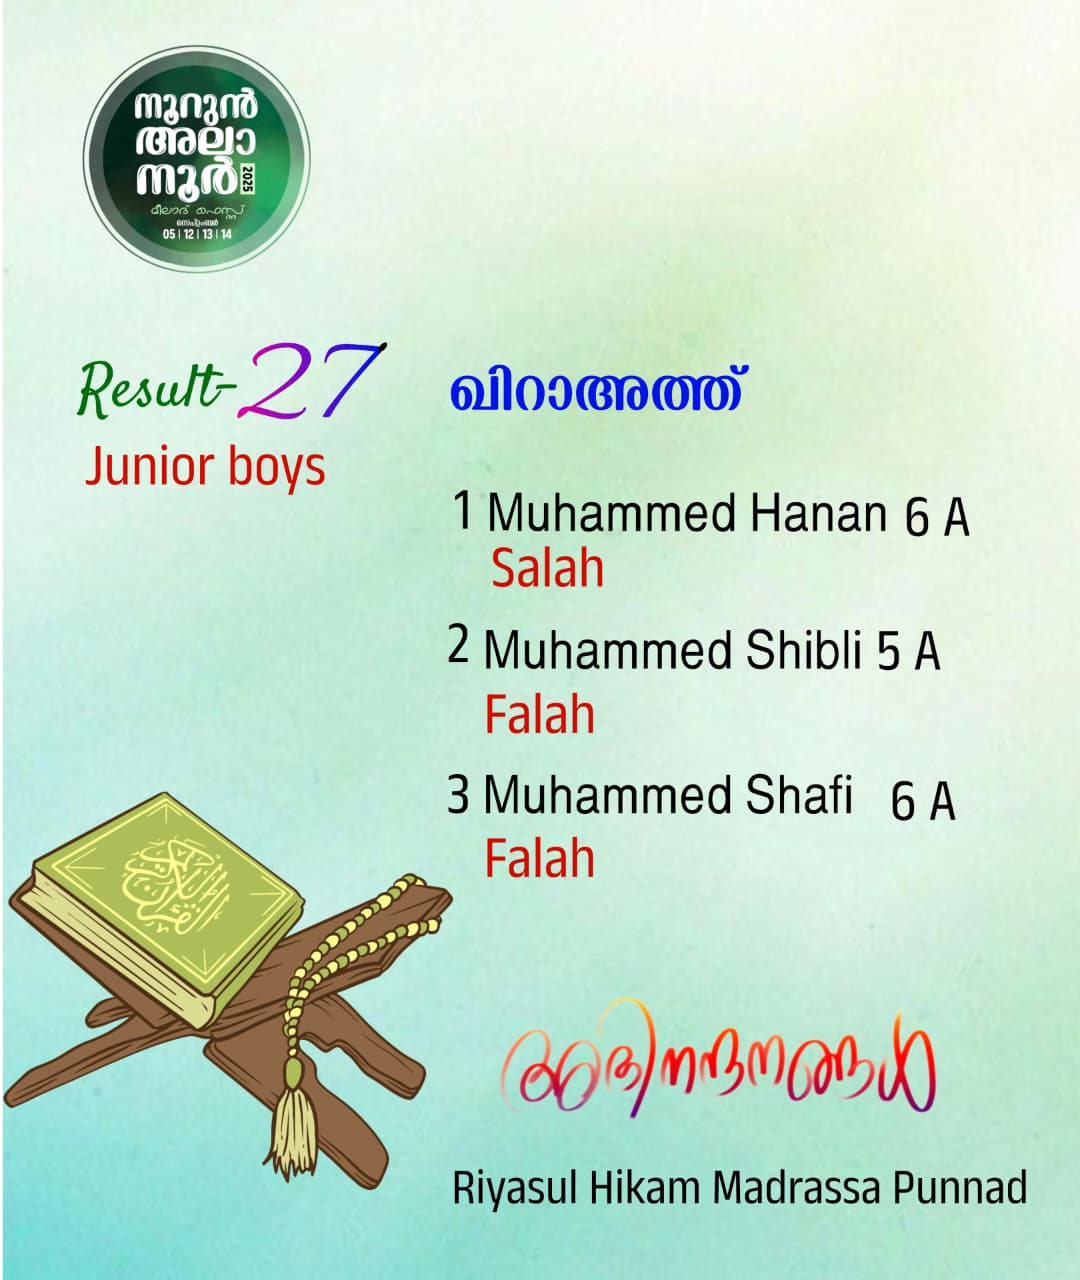 നൂറുൻ
അലാ
നൂർ 2025
മീലാദ് ഫെസ്റ്റ്
സെപ്റ്റംബർ
05 | 12 | 13 | 14
Result-27
Junior boys
ഖിറാഅത്ത്
1 Muhammed Hanan 6 A
Salah
2 Muhammed Shibli 5 A
Falah
3 Muhammed Shafi 6 A
Falah
അഭിനന്ദനങ്ങൾ
Riyasul Hikam Madrassa Punnad